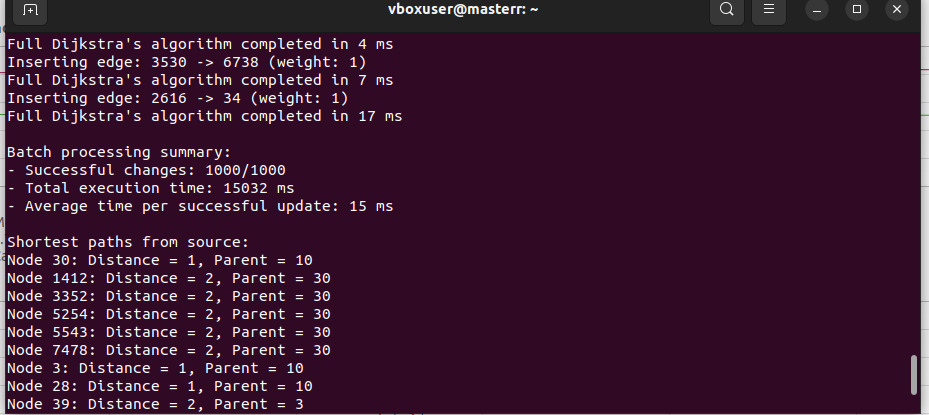 vboxuser@masterr: ~
Full Dijkstra's algorithm completed in 4 ms
Inserting edge: 3530 -> 6738 (weight: 1)
Full Dijkstra's algorithm completed in 7 ms
Inserting edge: 2616 -> 34 (weight: 1)
Full Dijkstra's algorithm completed in 17 ms
Batch processing summary:
- Successful changes: 1000/1000
- Total execution time: 15032 ms
- Average time per successful update: 15 ms
Shortest paths from source:
Node 30: Distance = 1, Parent = 10
Node 1412: Distance = 2, Parent = 30
Node 3352: Distance = 2, Parent = 30
Node 5254: Distance = 2, Parent = 30
Node 5543: Distance = 2, Parent = 30
Node 7478: Distance = 2, Parent = 30
Node 3: Distance = 1, Parent = 10
Node 28: Distance = 1, Parent = 10
Node 39: Distance = 2, Parent = 3